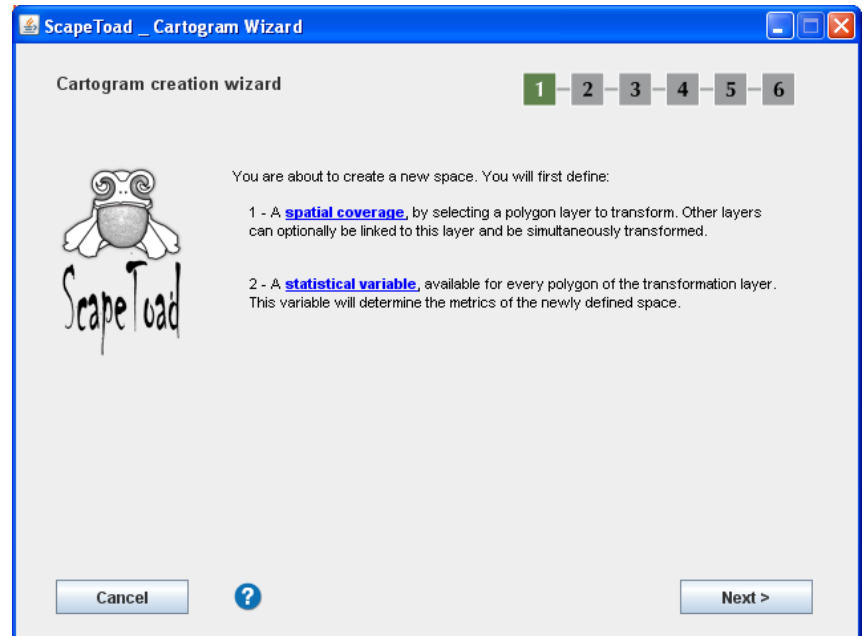 ScapeToad _ Cartogram Wizard
Cartogram creation wizard
1 2 3 4 5 6
You are about to create a new space. You will first define:
1 - A spatial coverage, by selecting a polygon layer to transform. Other layers
can optionally be linked to this layer and be simultaneously transformed.
2 - A statistical variable, available for every polygon of the transformation layer.
This variable will determine the metrics of the newly defined space.
ScapeToad
Cancel ? Next >